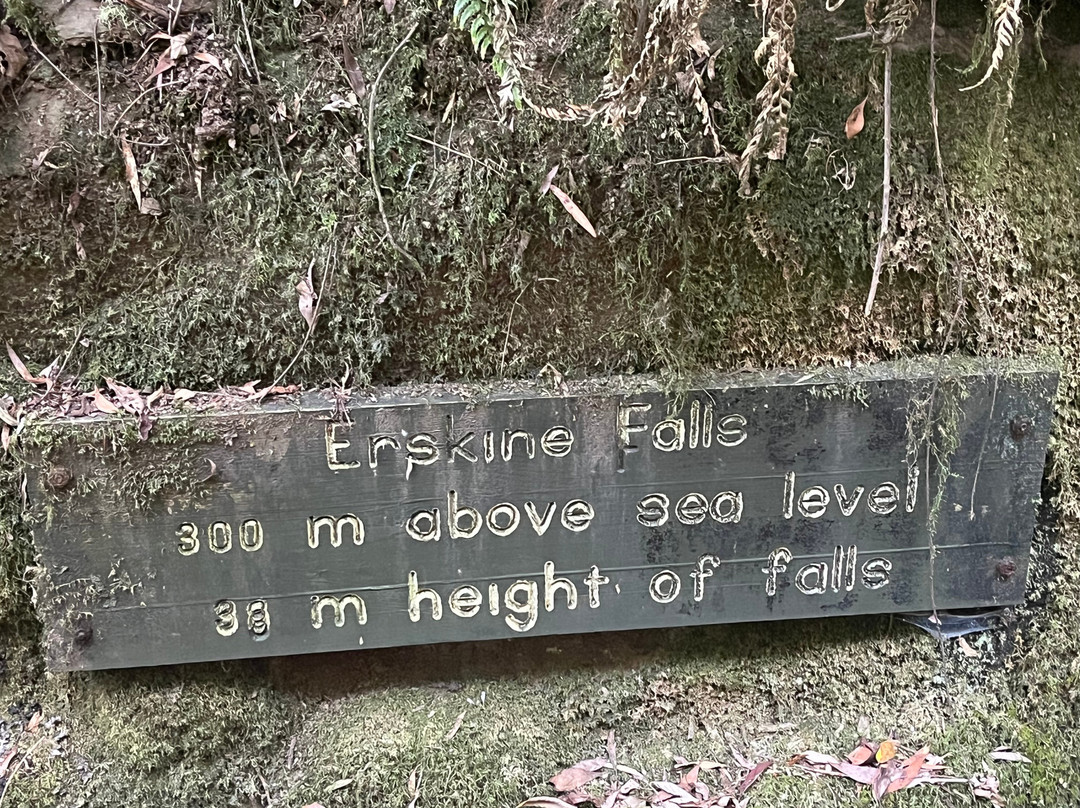 Erskine Falls
300 m above sea level
38 m height of falls